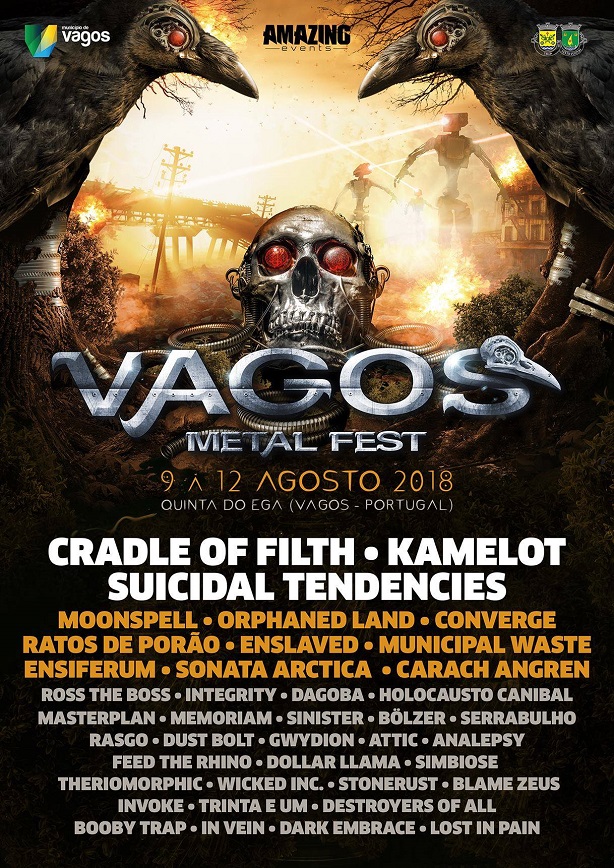 município de
vagos
AMAZING
events
VAGOS
METAL FEST
9 A 12 AGOSTO 2018
QUINTA DO EGA (VAGOS - PORTUGAL)
CRADLE OF FILTH • KAMELOT
SUICIDAL TENDENCIES
MOONSPELL • ORPHANED LAND • CONVERGE
RATOS DE PORÃO • ENSLAVED • MUNICIPAL WASTE
ENSIFERUM • SONATA ARCTICA • CARACH ANGREN
ROSS THE BOSS • INTEGRITY • DAGOBA • HOLOCAUSTO CANIBAL
MASTERPLAN • MEMORIAM • SINISTER • BÖLZER • SERRABULHO
RASGO • DUST BOLT • GWYDION • ATTIC • ANALEPSY
FEED THE RHINO • DOLLAR LLAMA • SIMBIOSE
THERIOMORPHIC • WICKED INC. • STONERUST • BLAME ZEUS
INVOKE • TRINTA E UM • DESTROYERS OF ALL
BOOBY TRAP • IN VEIN • DARK EMBRACE • LOST IN PAIN